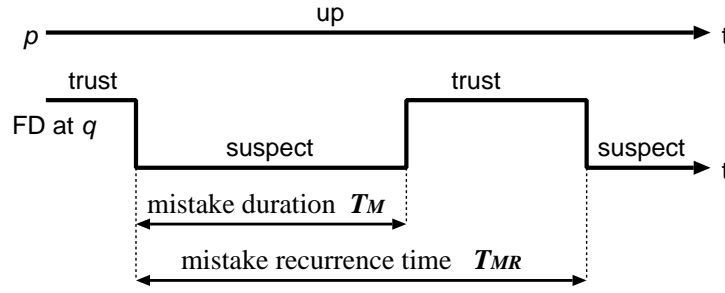 up
p t
trust trust
FD at q
suspect suspect
t
mistake duration TM
mistake recurrence time TMR